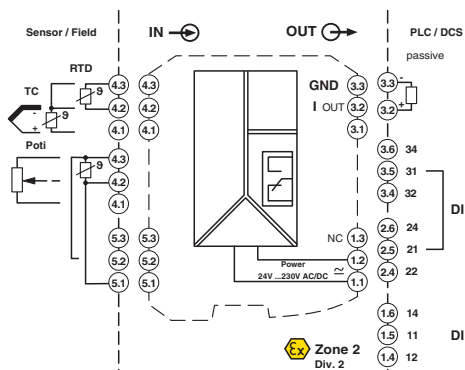 Sensor / Field
IN
OUT
PLC / DCS
passive
RTD
TC
-
+
ϑ
ϑ
4.3
4.2
4.1
4.3
4.2
4.1
GND
I OUT
3.3
3.2
3.1
3.3
3.2
-
+
Poti
ϑ
4.3
4.2
4.1
5.3
5.2
5.1
5.3
5.2
5.1
3.6 34
3.5 31
3.4 32
2.6 24
2.5 21
2.4 22
DI
NC 1.3
Power 1.2
24V ...230V AC/DC ≃ 1.1
1.6 14
1.5 11
1.4 12
DI
Ex Zone 2
Div. 2